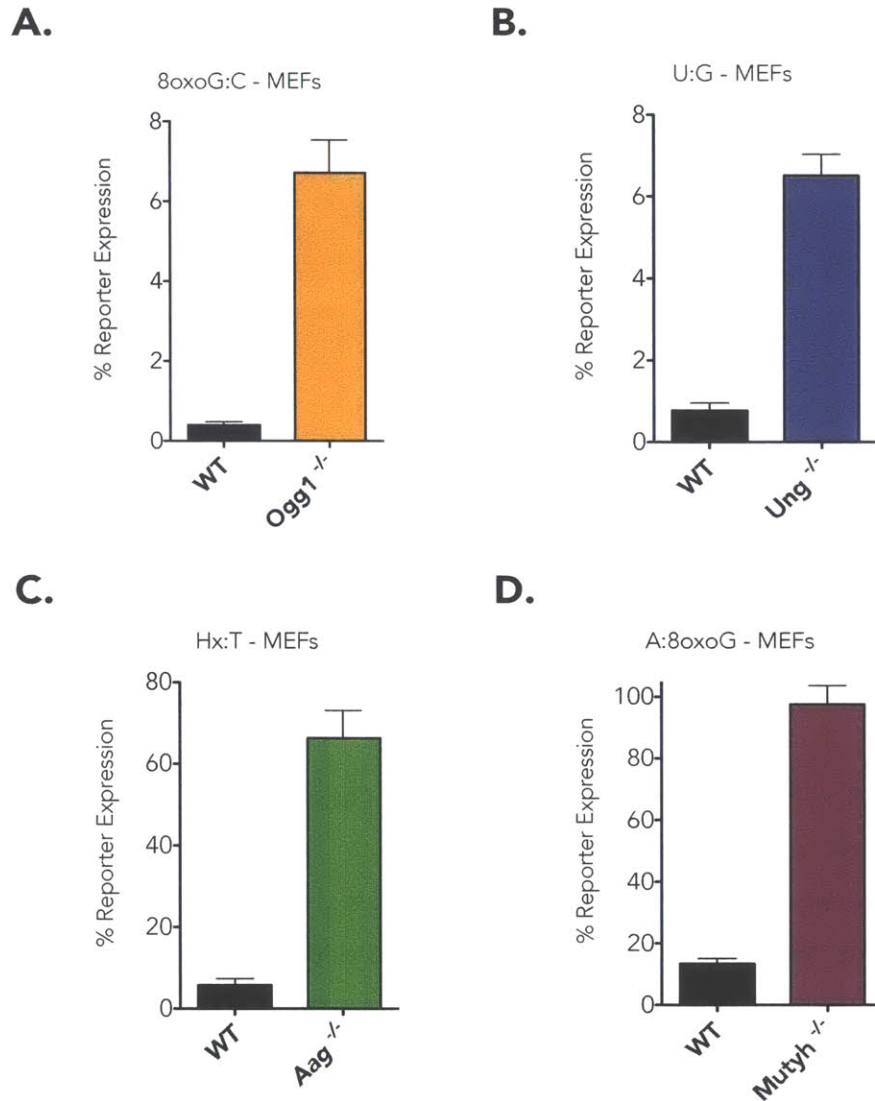 A.
8oxoG:C - MEFs
% Reporter Expression
8
6
4
2
0
WT
Ogg1 -/-
B.
U:G - MEFs
% Reporter Expression
8
6
4
2
0
WT
Ung -/-
C.
Hx:T - MEFs
% Reporter Expression
80
60
40
20
0
WT
Aag -/-
D.
A:8oxoG - MEFs
% Reporter Expression
100
80
60
40
20
0
WT
Mutyh -/-